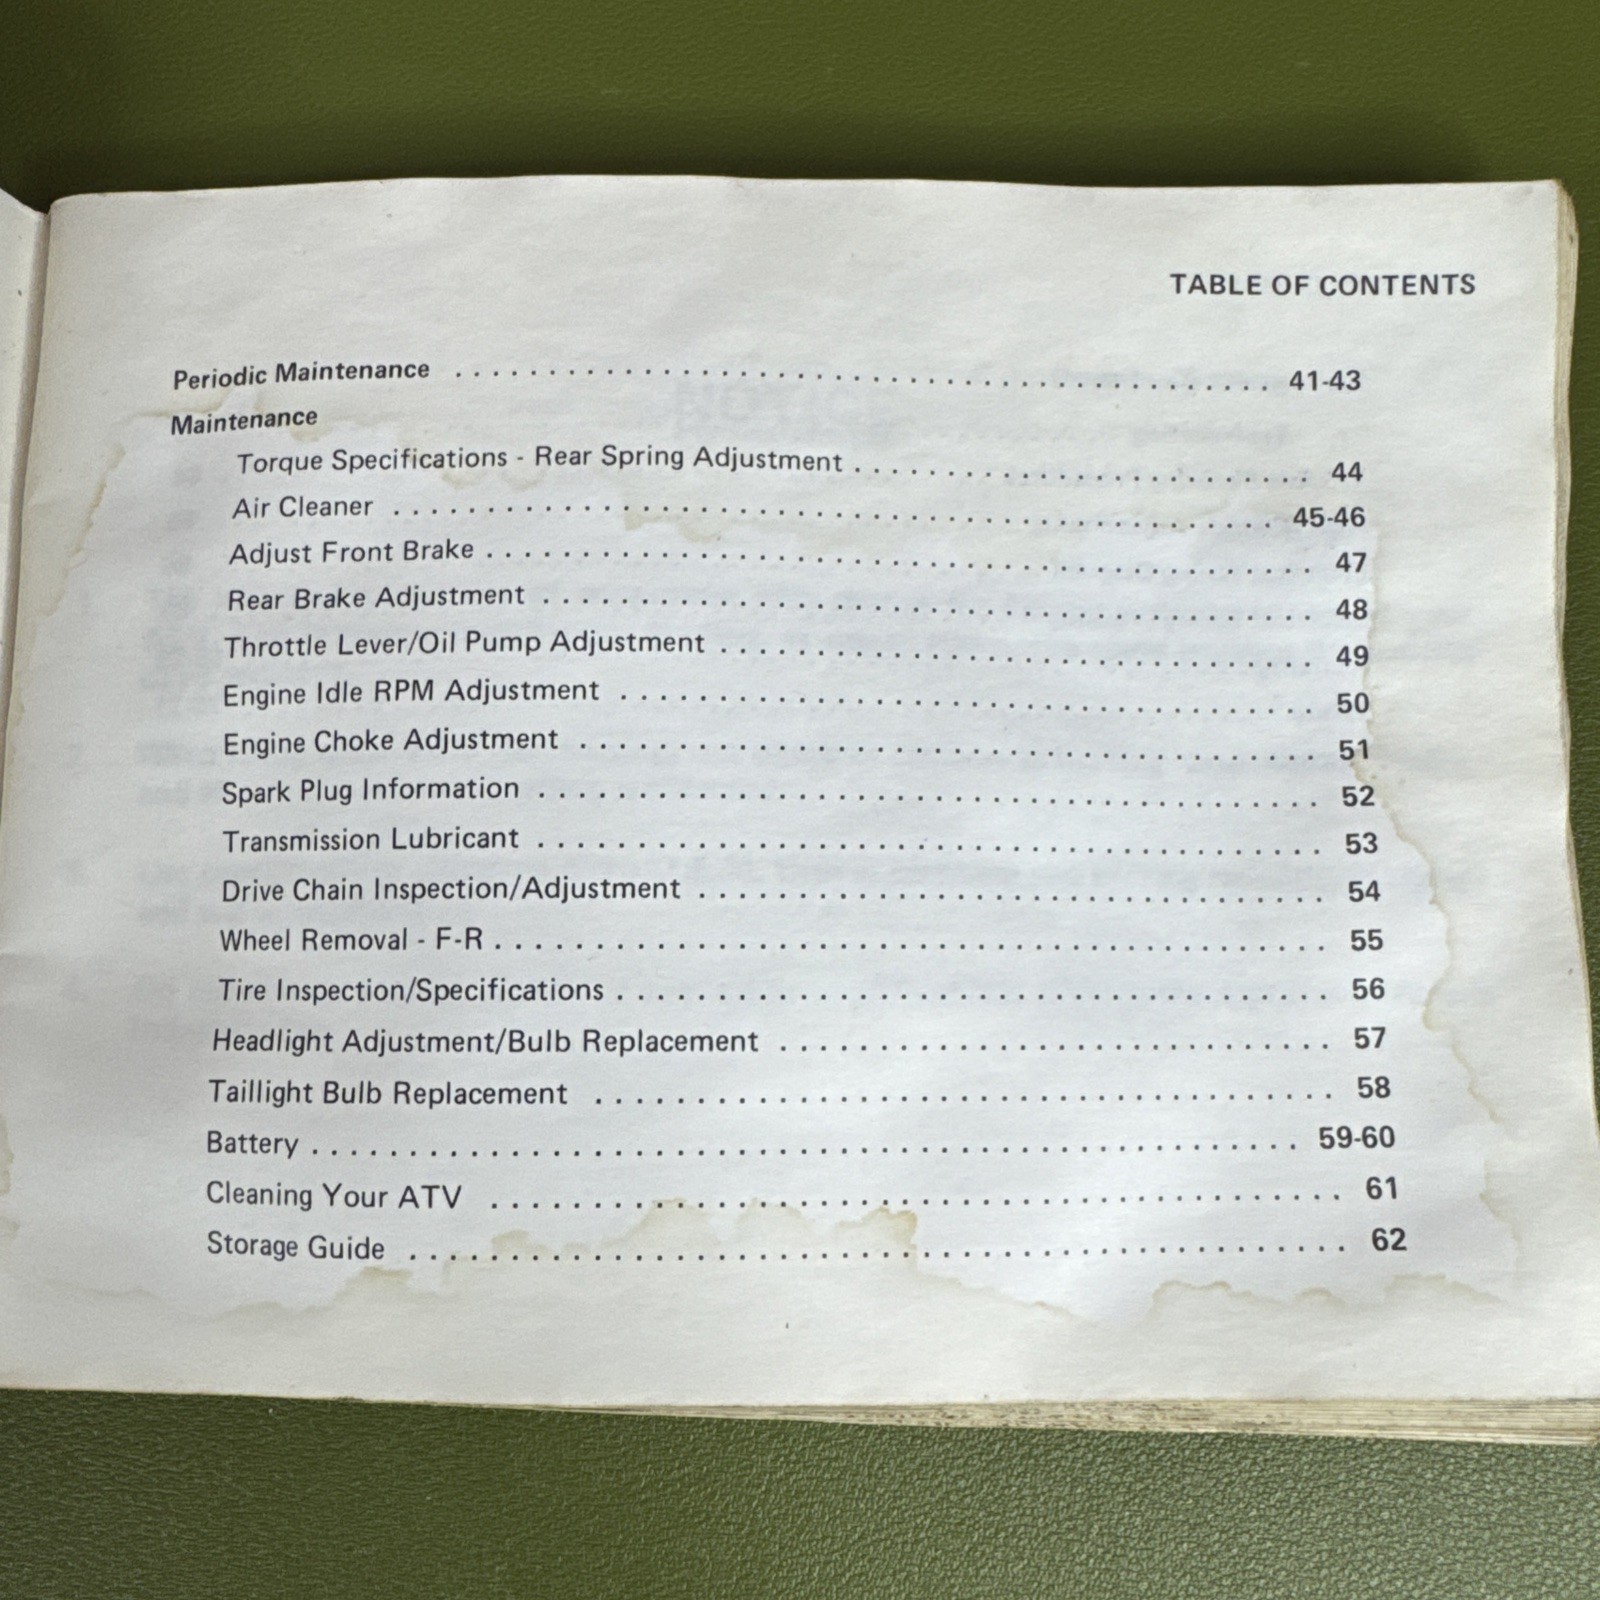 TABLE OF CONTENTS
Periodic Maintenance . . . . . . . . . . . . . . . . . . . . . . . . . . . . . . . . . . . . . . . . 41-43
Maintenance
Torque Specifications - Rear Spring Adjustment . . . . . . . . . . . . . . . . . . . . . . . . 44
Air Cleaner . . . . . . . . . . . . . . . . . . . . . . . . . . . . . . . . . . . . . . . . . . . . . . 45-46
Adjust Front Brake . . . . . . . . . . . . . . . . . . . . . . . . . . . . . . . . . . . . . . . . . . . 47
Rear Brake Adjustment . . . . . . . . . . . . . . . . . . . . . . . . . . . . . . . . . . . . . . . . 48
Throttle Lever/Oil Pump Adjustment . . . . . . . . . . . . . . . . . . . . . . . . . . . . . . . 49
Engine Idle RPM Adjustment . . . . . . . . . . . . . . . . . . . . . . . . . . . . . . . . . . . . 50
Engine Choke Adjustment . . . . . . . . . . . . . . . . . . . . . . . . . . . . . . . . . . . . . . 51
Spark Plug Information . . . . . . . . . . . . . . . . . . . . . . . . . . . . . . . . . . . . . . . . 52
Transmission Lubricant . . . . . . . . . . . . . . . . . . . . . . . . . . . . . . . . . . . . . . . . 53
Drive Chain Inspection/Adjustment . . . . . . . . . . . . . . . . . . . . . . . . . . . . . . . . 54
Wheel Removal - F-R . . . . . . . . . . . . . . . . . . . . . . . . . . . . . . . . . . . . . . . . . . 55
Tire Inspection/Specifications . . . . . . . . . . . . . . . . . . . . . . . . . . . . . . . . . . . . 56
Headlight Adjustment/Bulb Replacement . . . . . . . . . . . . . . . . . . . . . . . . . . . . 57
Taillight Bulb Replacement . . . . . . . . . . . . . . . . . . . . . . . . . . . . . . . . . . . . . 58
Battery . . . . . . . . . . . . . . . . . . . . . . . . . . . . . . . . . . . . . . . . . . . . . . . . . . 59-60
Cleaning Your ATV . . . . . . . . . . . . . . . . . . . . . . . . . . . . . . . . . . . . . . . . . . . 61
Storage Guide . . . . . . . . . . . . . . . . . . . . . . . . . . . . . . . . . . . . . . . . . . . . . . . 62